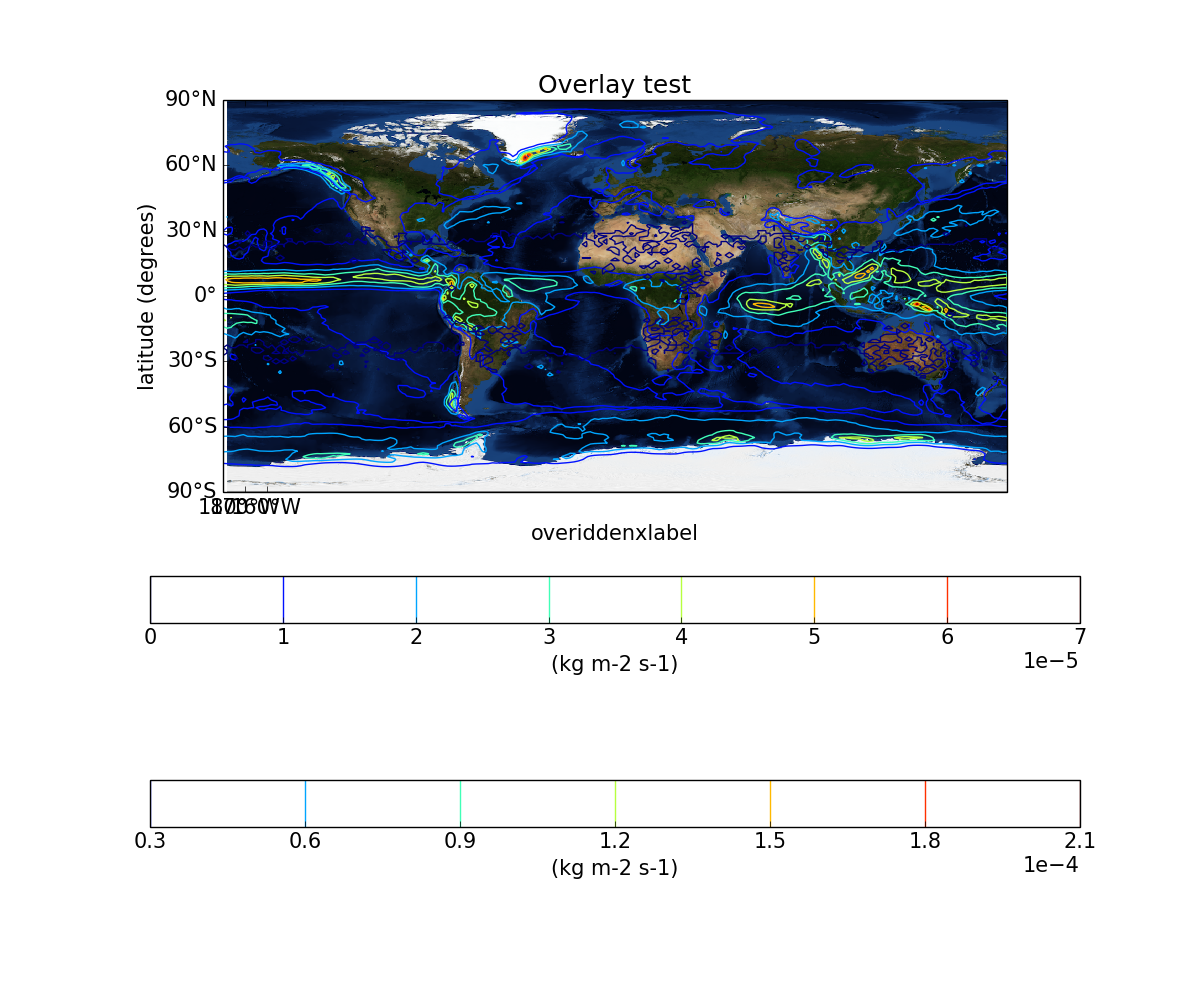 Overlay test
90°N
60°N
30°N
0°
30°S
60°S
90°S
latitude (degrees)
overiddenxlabel
0 1 2 3 4 5 6 7
(kg m-2 s-1)
1e−5
0.3 0.6 0.9 1.2 1.5 1.8 2.1
(kg m-2 s-1)
1e−4